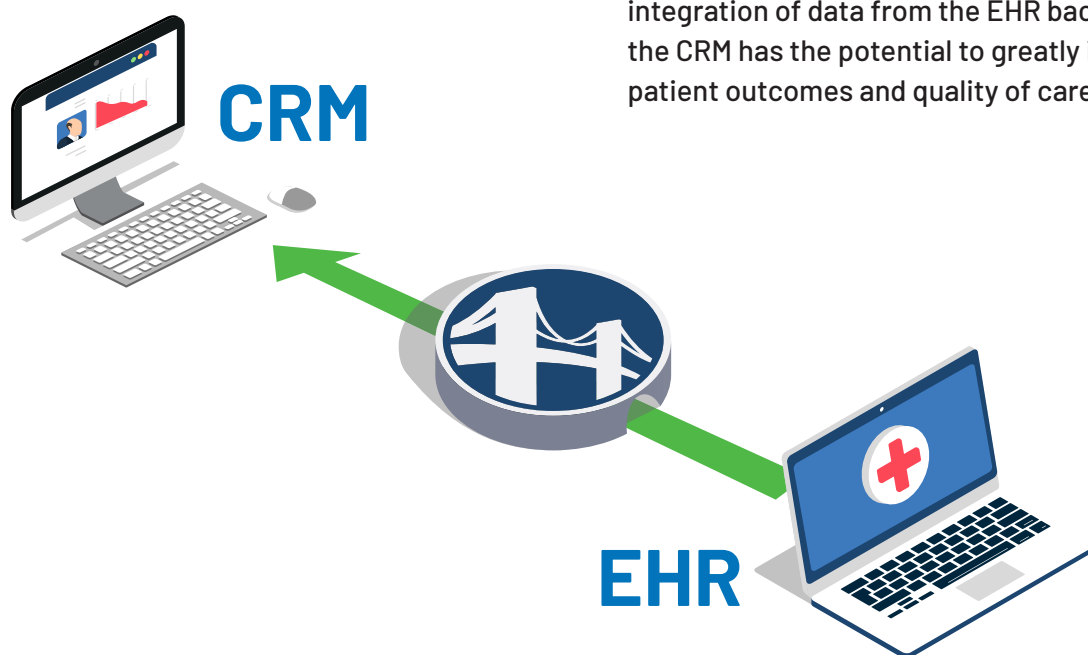 integration of data from the EHR bac
the CRM has the potential to greatly
patient outcomes and quality of care
CRM
EHR